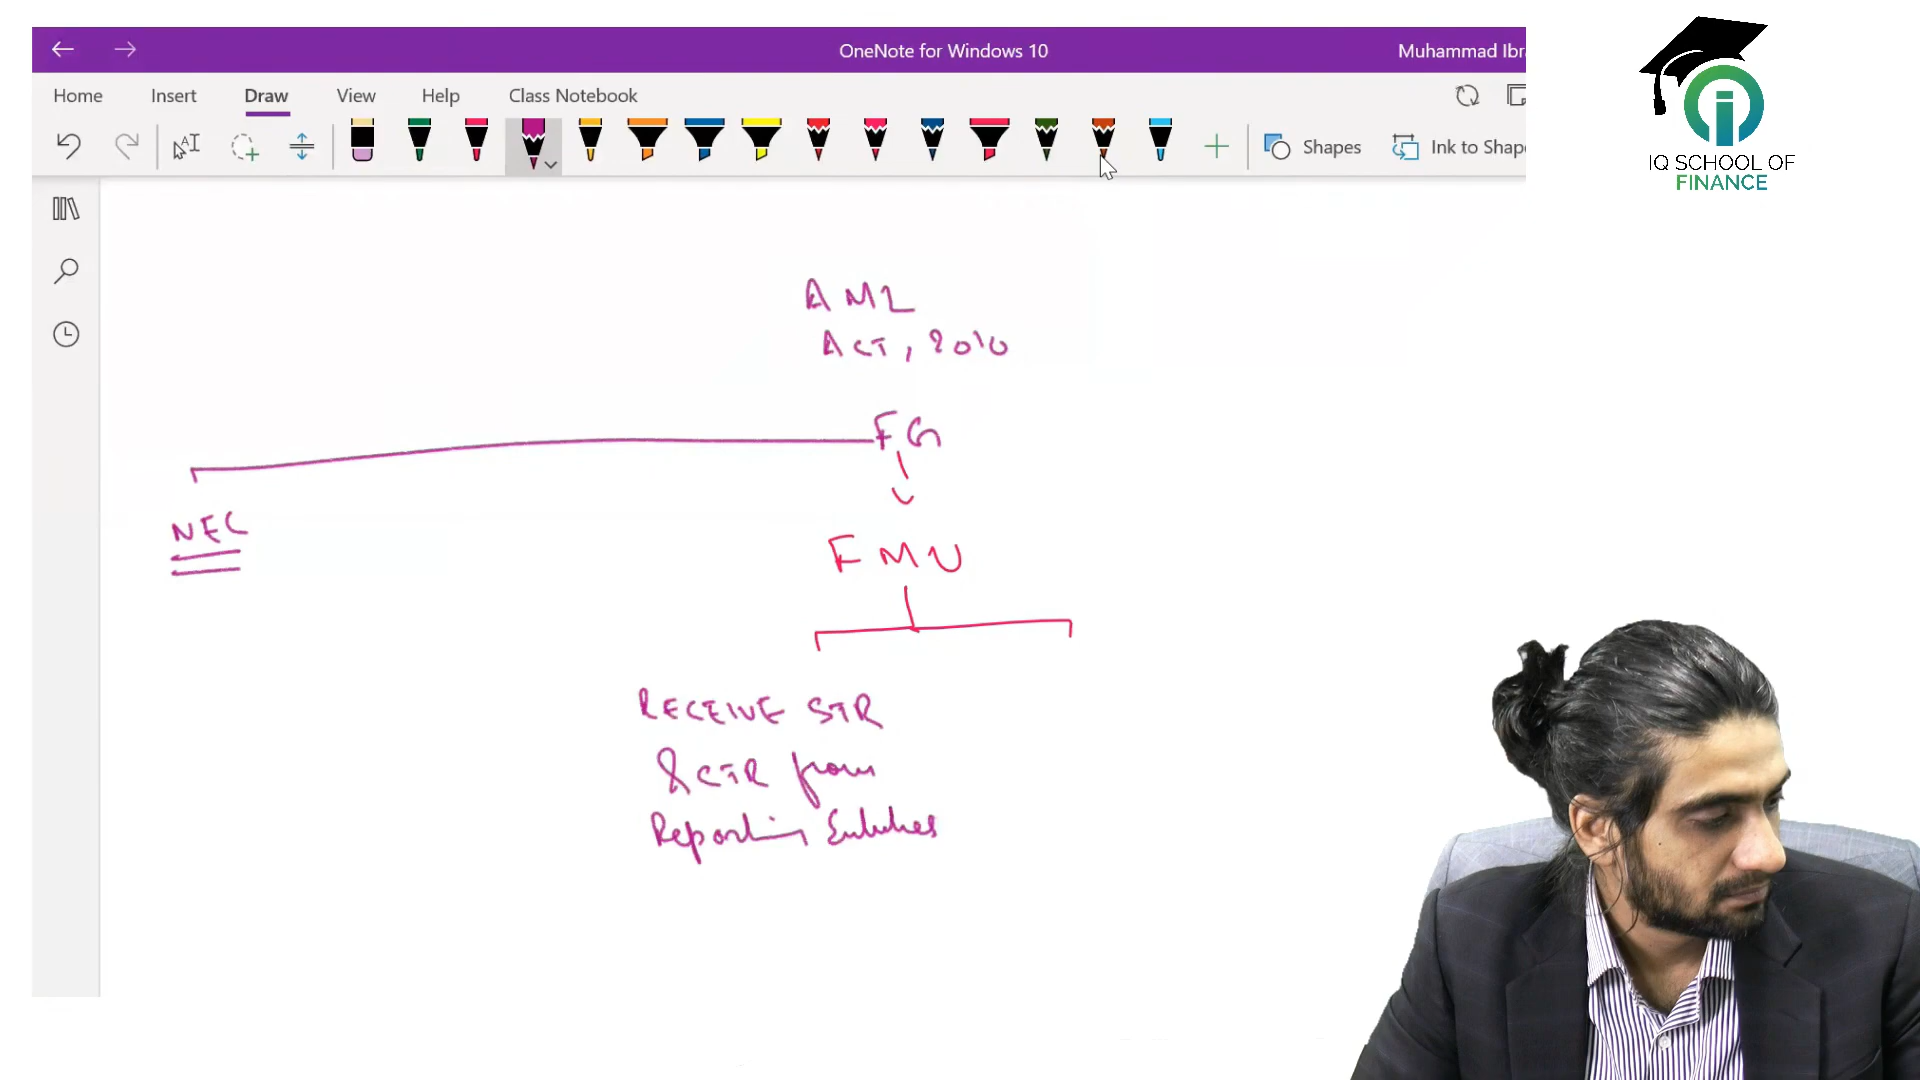 OneNote for Windows 10
Muhammad Ibr
Home Insert Draw View Help Class Notebook
Shapes
Ink to Shap
IQ SCHOOL OF
FINANCE
AML
ACT, 2010
FG
NEC
FMU
RECEIVE STR
& CTR from
Reporting Entities